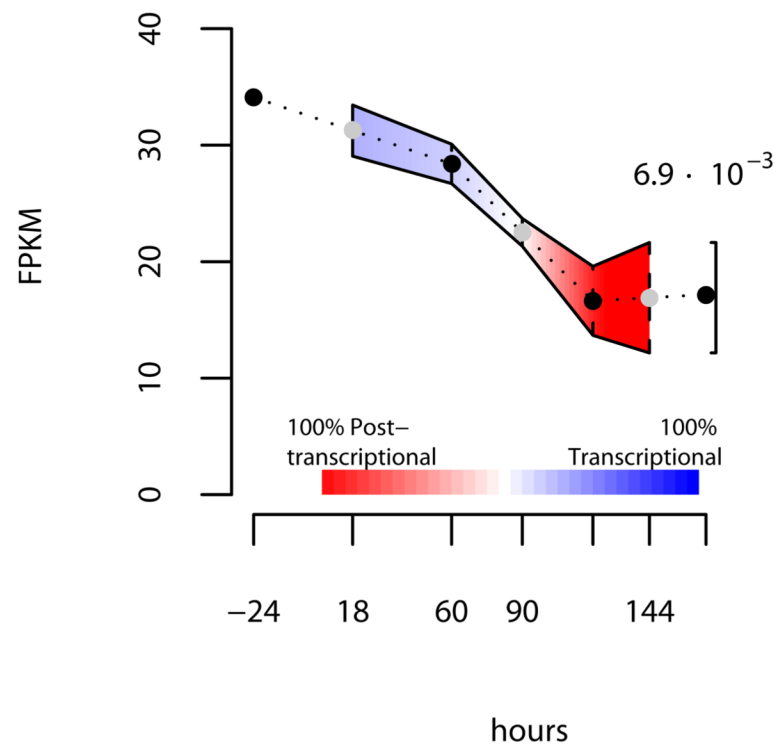 FPKM
40
30
20
10
0
6.9 · 10⁻³
100% Post–
transcriptional
100%
Transcriptional
−24 18 60 90 144
hours